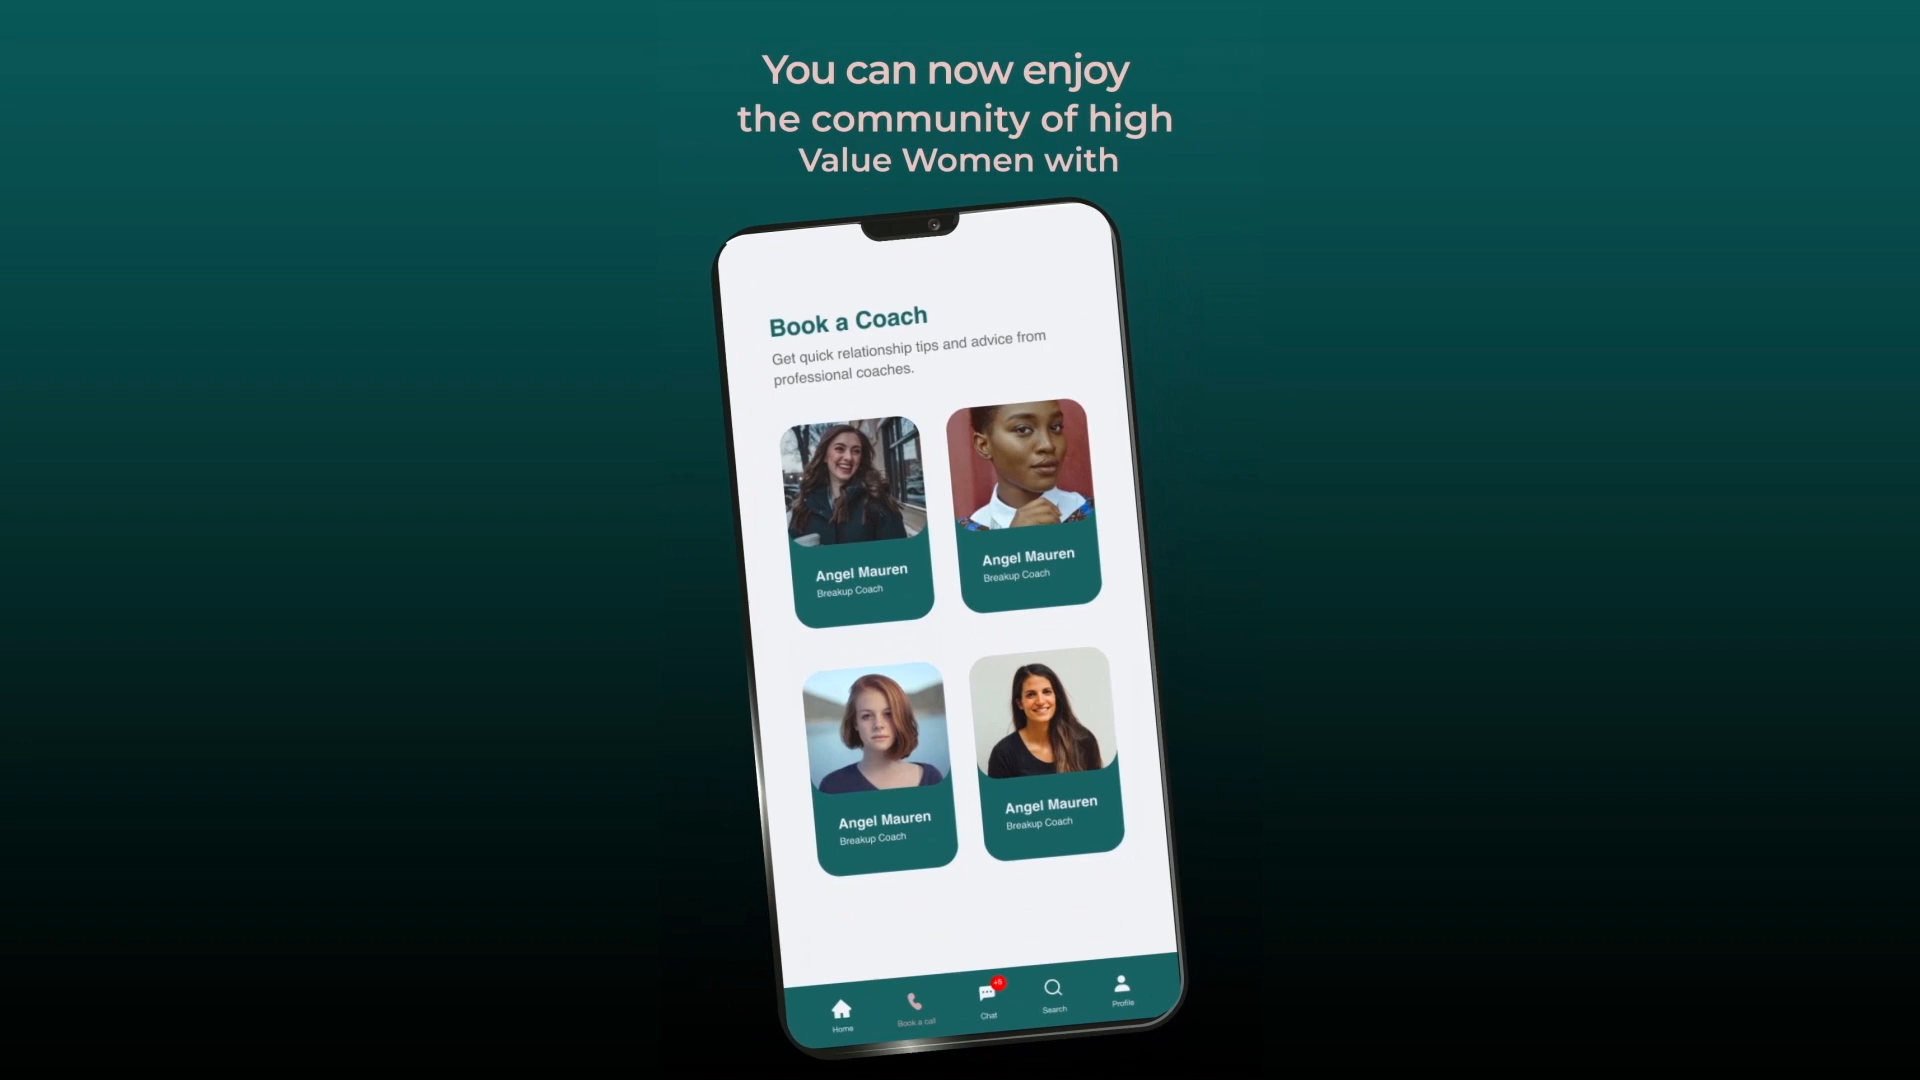 You can now enjoy
the community of high
Value Women with
Book a Coach
Get quick relationship tips and advice from
professional coaches.
Angel Mauren
Breakup Coach
Angel Mauren
Breakup Coach
Angel Mauren
Breakup Coach
Angel Mauren
Breakup Coach
+5
Home
Book a call
Chat
Search
Profile